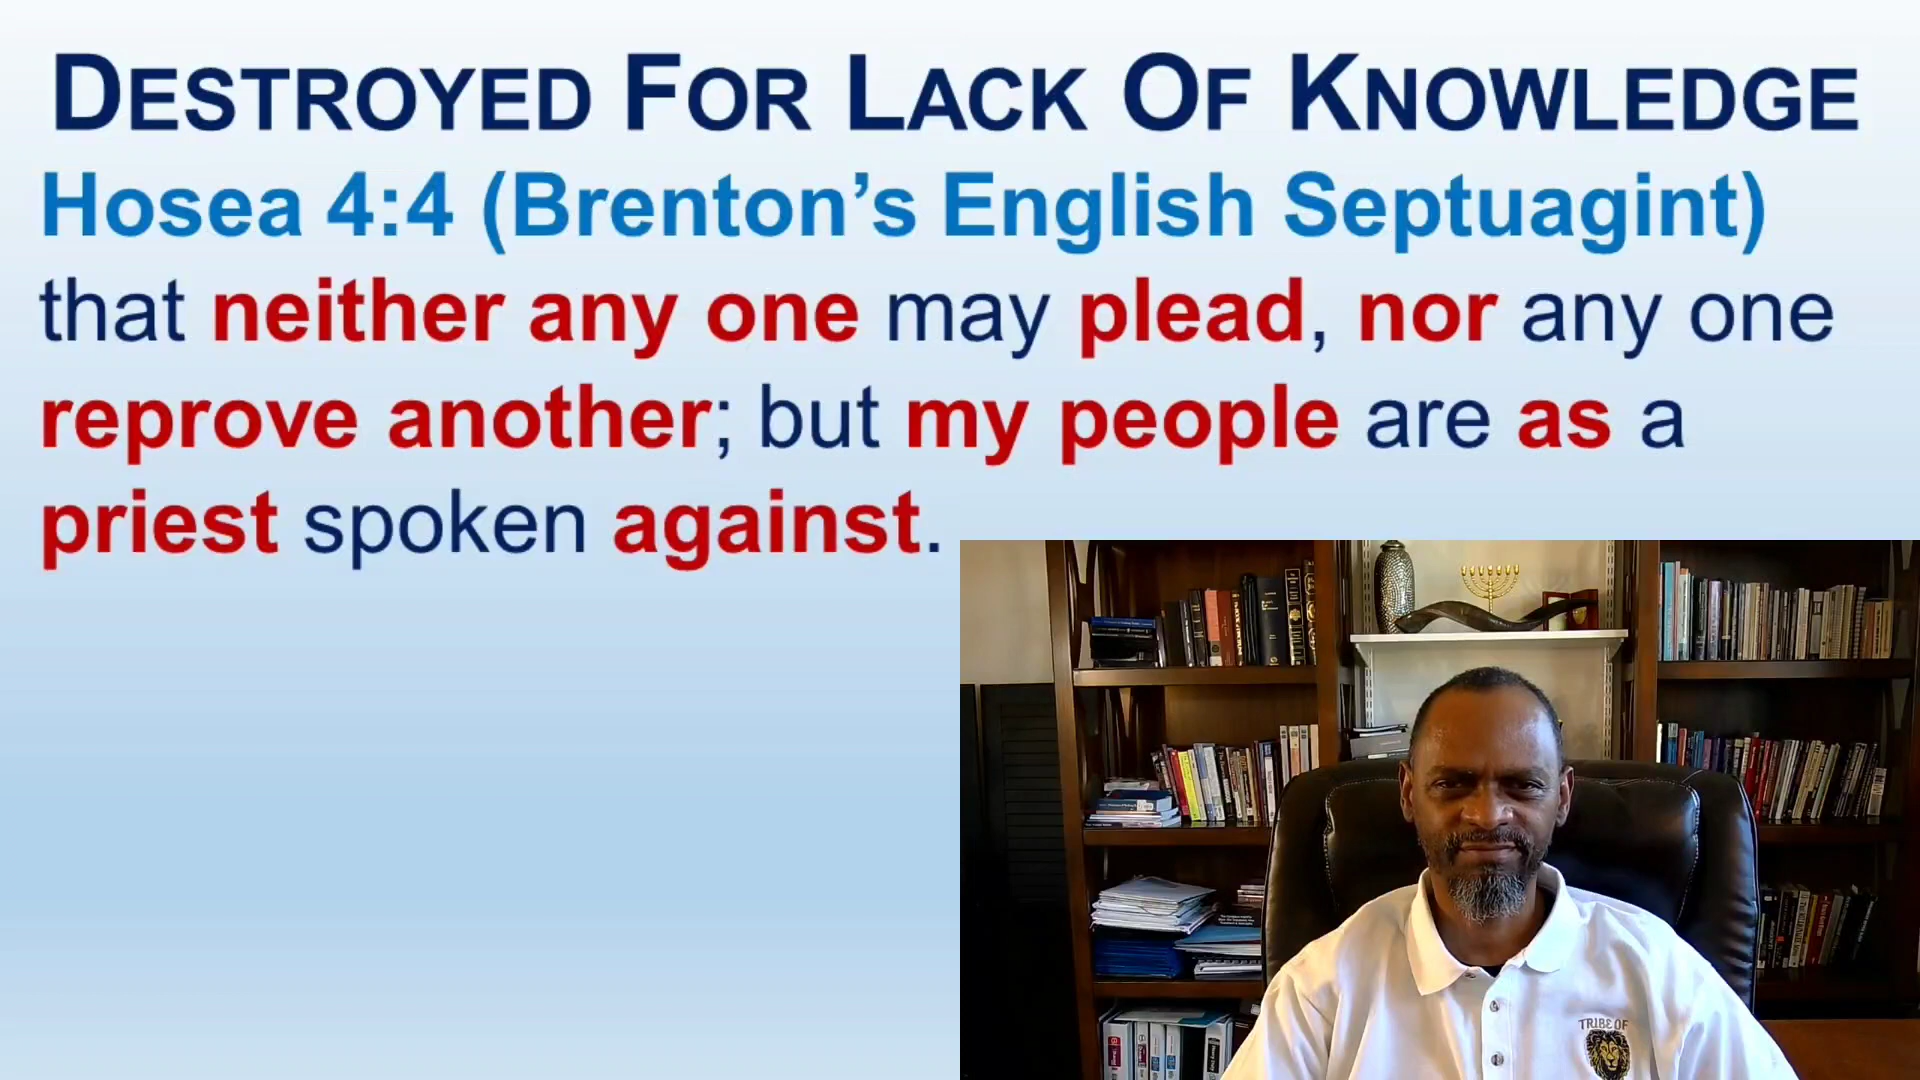 DESTROYED FOR LACK OF KNOWLEDGE
Hosea 4:4 (Brenton’s English Septuagint)
that neither any one may plead, nor any one
reprove another; but my people are as a
priest spoken against.
TRIBE OF